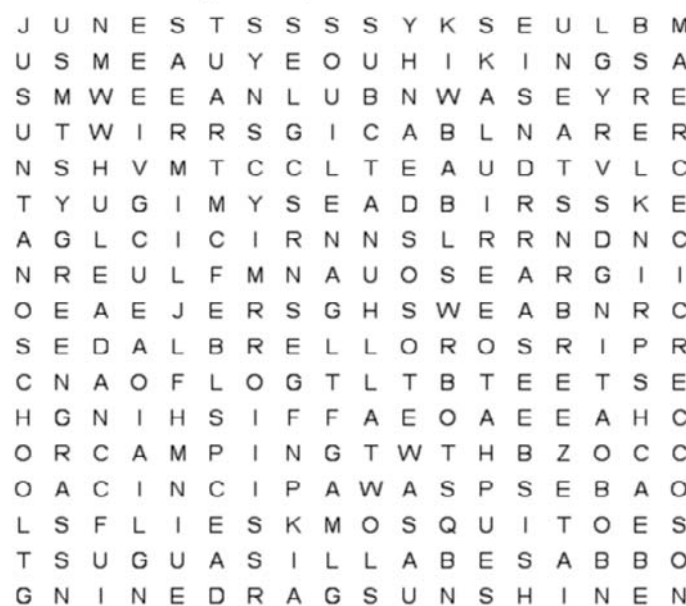 J U N E S T S S S S Y K S E U L B M
U S M E A U Y E O U H I K I N G S A
S M W E E A N L U B N W A S E Y R E
U T W I R R S G I C A B L N A R E R
N S H V M T C C L T E A U D T V L C
T Y U G I M Y S E A D B I R S S K E
A G L C I C I R N N S L R R N D N C
N R E U L F M N A U O S E A R G I I
O E A E J E R S G H S W E A B N R C
S E D A L B R E L L O R O S R I P R
C N A O F L O G T L T B T E E T S E
H G N I H S I F F A E O A E E A H C
O R C A M P I N G T W T H B Z O C C
O A C I N C I P A W A S P S E B A O
L S F L I E S K M O S Q U I T O E S
T S U G U A S I L L A B E S A B B O
G N I N E D R A G S U N S H I N E N